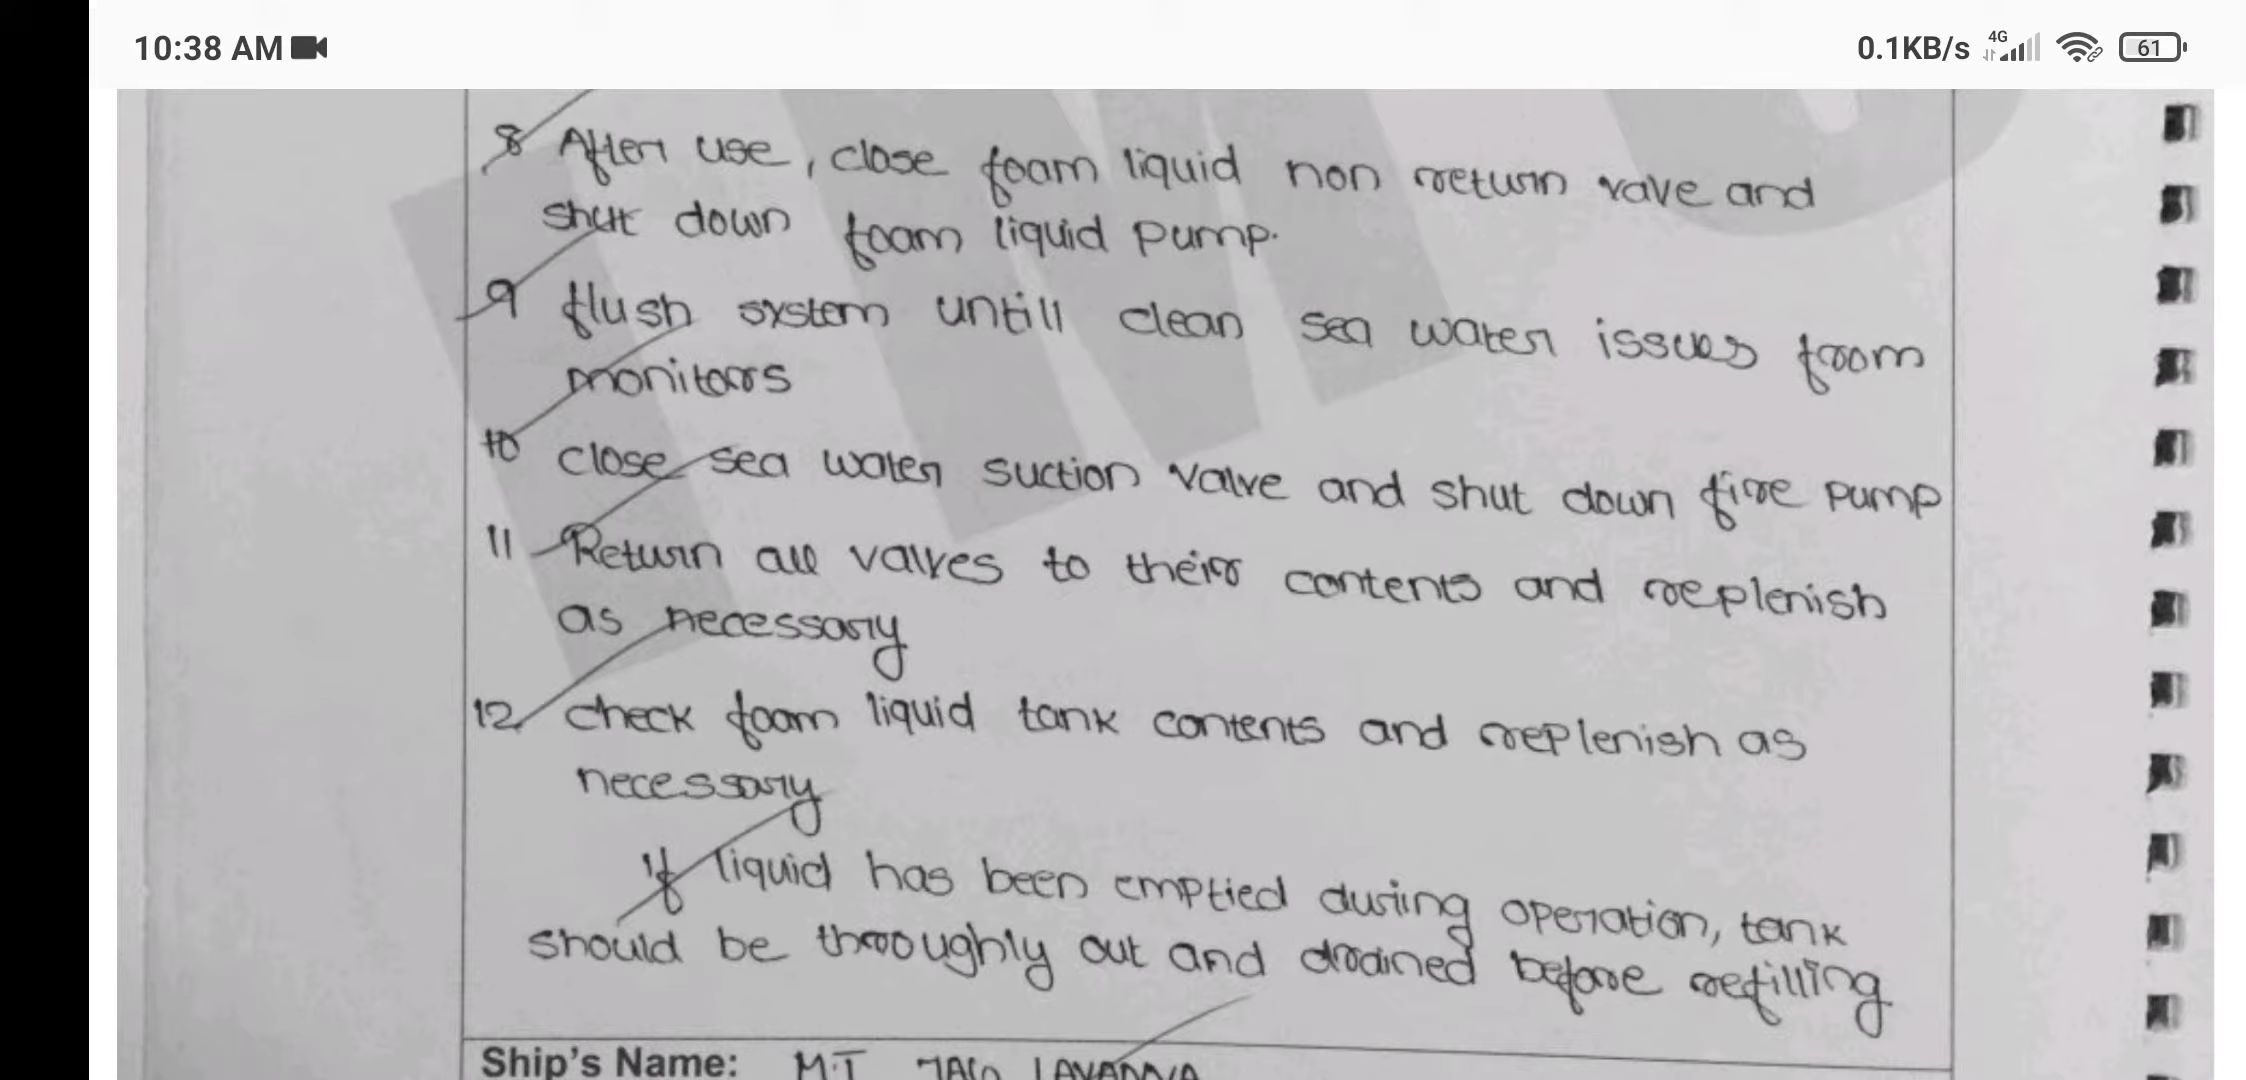 10:38 AM
0.1KB/s 4G 61
8 After use, close foam liquid non return vave and
shut down foam liquid pump.
9 flush system untill clean sea water issues from
monitors
10 close sea water suction valve and shut down fire pump
11 Return all valves to their contents and replenish
as necessary
12 check foam liquid tank contents and replenish as
necessary
If liquid has been emptied during operation, tank
should be throoughly out and drained before refilling
Ship's Name: M.T